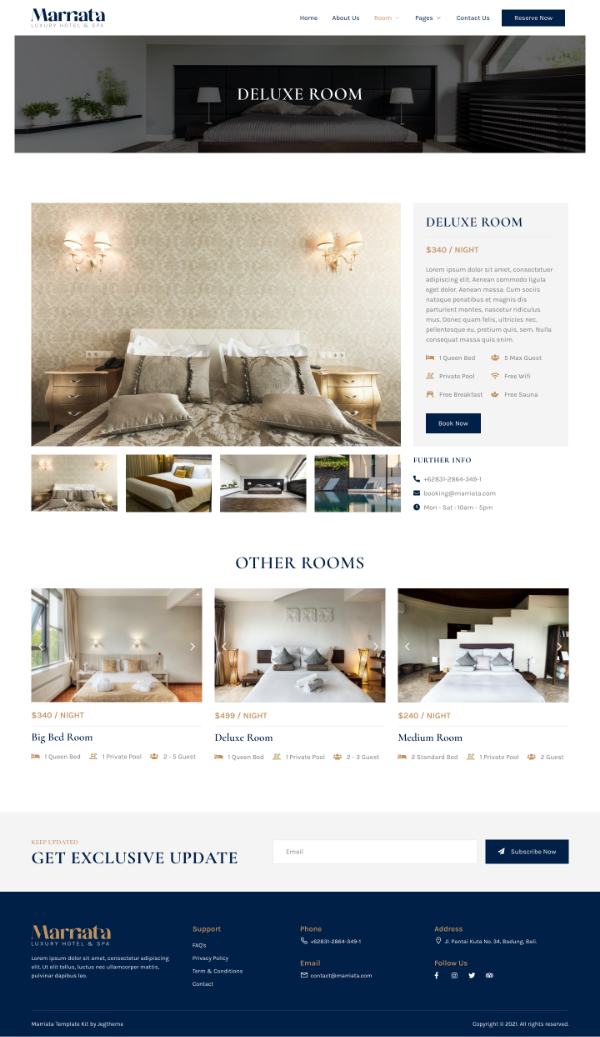 Marriata
LUXURY HOTEL & SPA
Home About Us Room Pages Contact Us Reserve Now
DELUXE ROOM
DELUXE ROOM
$340 / NIGHT
Lorem ipsum dolor sit amet, consectetuer
adipiscing elit. Aenean commodo ligula
eget dolor. Aenean massa. Cum sociis
natoque penatibus et magnis dis
parturient montes, nascetur ridiculus
mus. Donec quam felis, ultricies nec,
pellentesque eu, pretium quis, sem. Nulla
consequat massa quis enim.
1 Queen Bed 5 Max Guest
Private Pool Free Wifi
Free Breakfast Free Sauna
Book Now
FURTHER INFO
+62831-2864-349-1
booking@marriata.com
Mon - Sat : 10am - 5pm
OTHER ROOMS
$340 / NIGHT
Big Bed Room
1 Queen Bed 1 Private Pool 2 - 5 Guest
$499 / NIGHT
Deluxe Room
1 Queen Bed 1 Private Pool 2 - 3 Guest
$240 / NIGHT
Medium Room
2 Standard Bed 1 Private Pool 2 Guest
KEEP UPDATED
GET EXCLUSIVE UPDATE
Email
Subscribe Now
Marriata
LUXURY HOTEL & SPA
Lorem ipsum dolor sit amet, consectetur adipiscing
elit. Ut elit tellus, luctus nec ullamcorper mattis,
pulvinar dapibus leo.
Support
FAQ's
Privacy Policy
Term & Conditions
Contact
Phone
+62831-2864-349-1
Email
contact@marriata.com
Address
Jl. Pantai Kuta No. 34, Badung, Bali.
Follow Us
Marriata Template Kit by Jegtheme
Copyright © 2021. All rights reserved.